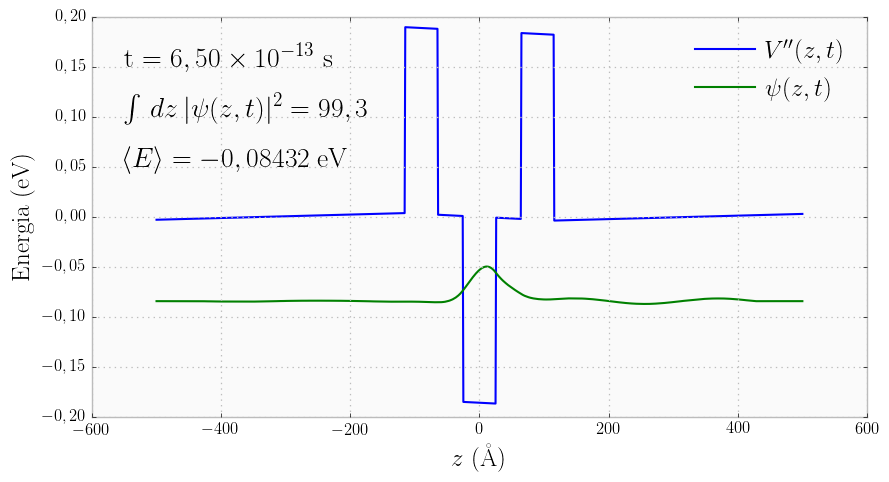 0,20
0,15
0,10
0,05
0,00
−0,05
−0,10
−0,15
−0,20
Energia (eV)
t = 6,50 × 10⁻¹³ s
∫ dz |ψ(z, t)|² = 99,3
⟨E⟩ = −0,08432 eV
V′′(z, t)
ψ(z, t)
−600 −400 −200 0 200 400 600
z (Å)